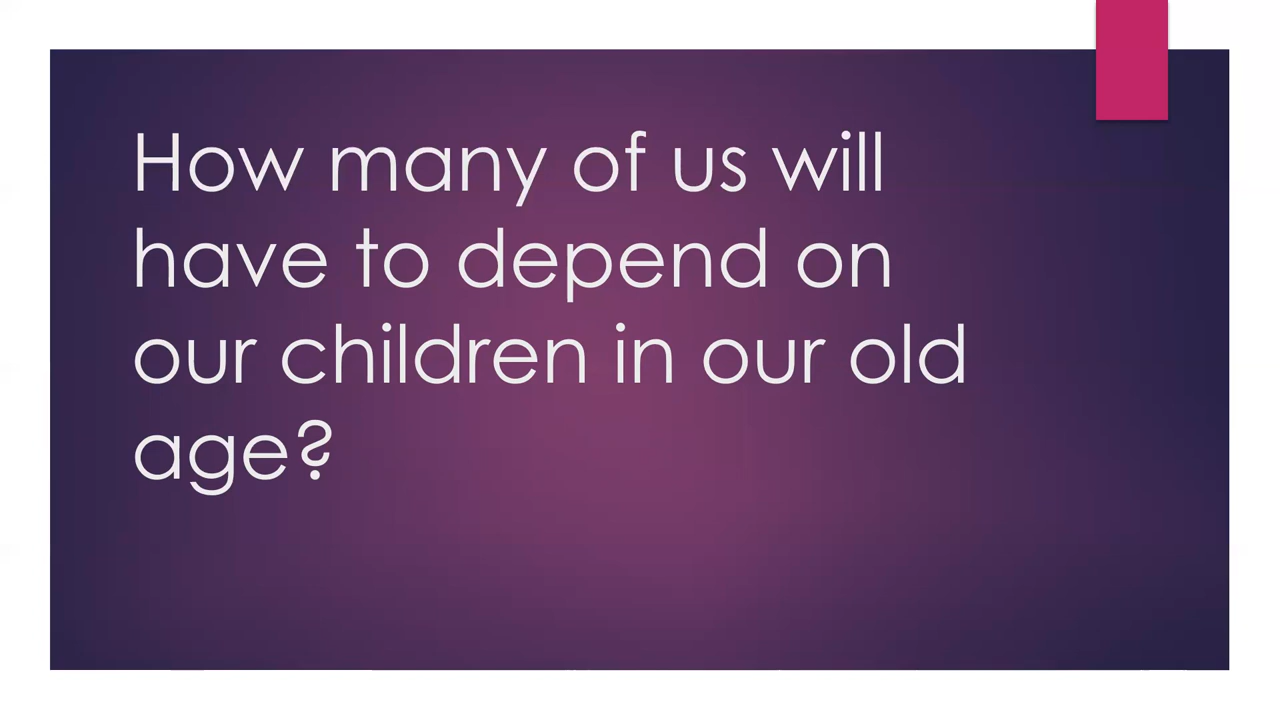 How many of us will
have to depend on
our children in our old
age?